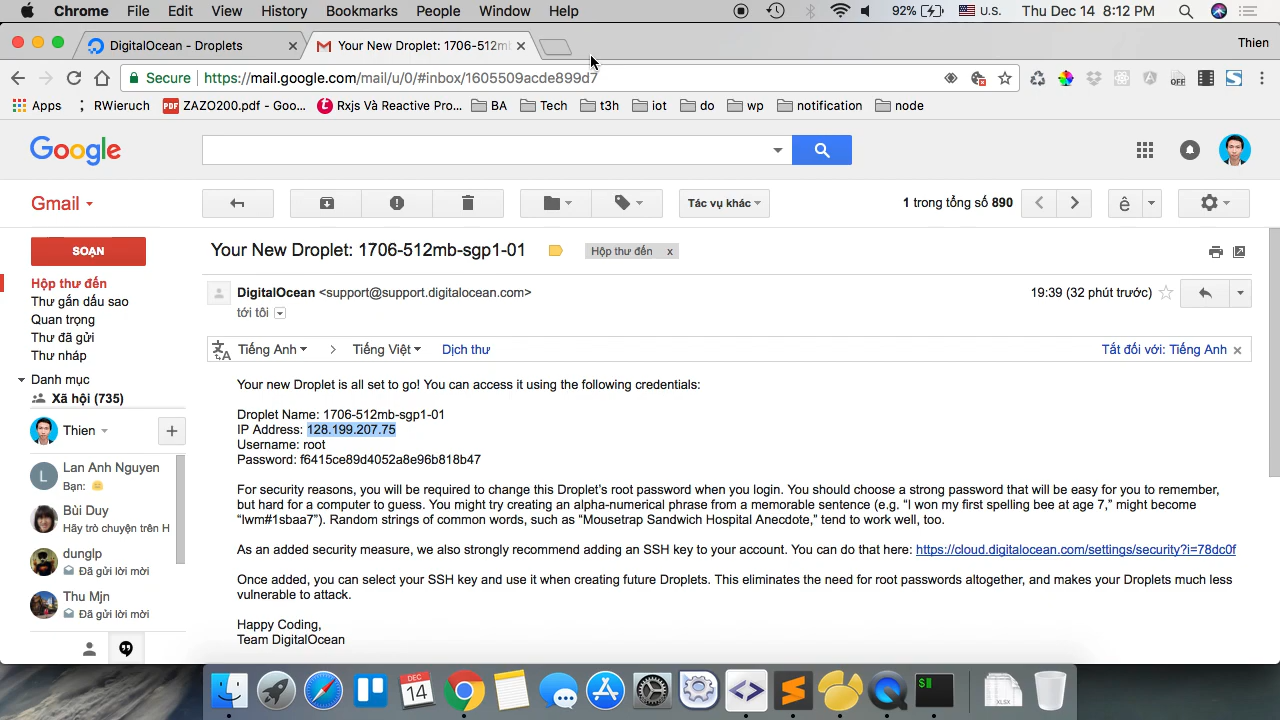 Chrome File Edit View History Bookmarks People Window Help 92% U.S. Thu Dec 14 8:12 PM
DigitalOcean - Droplets Your New Droplet: 1706-512mb Thien
Secure https://mail.google.com/mail/u/0/#inbox/1605509acde899d7
Apps RWieruch ZAZO200.pdf - Goo... Rxjs Và Reactive Pro... BA Tech t3h iot do wp notification node
Google
Gmail Tác vụ khác 1 trong tổng số 890 ê
SOẠN
Your New Droplet: 1706-512mb-sgp1-01 Hộp thư đến x
Hộp thư đến
Thư gắn dấu sao
Quan trọng
Thư đã gửi
Thư nháp
Danh mục
Xã hội (735)
Thien
Lan Anh Nguyen
Bạn:
Bùi Duy
Hãy trò chuyện trên H
dunglp
Đã gửi lời mời
Thu Mjn
Đã gửi lời mời
DigitalOcean <support@support.digitalocean.com> 19:39 (32 phút trước)
tới tôi
Tiếng Anh > Tiếng Việt Dịch thư Tắt đối với: Tiếng Anh x
Your new Droplet is all set to go! You can access it using the following credentials:
Droplet Name: 1706-512mb-sgp1-01
IP Address: 128.199.207.75
Username: root
Password: f6415ce89d4052a8e96b818b47
For security reasons, you will be required to change this Droplet's root password when you login. You should choose a strong password that will be easy for you to remember,
but hard for a computer to guess. You might try creating an alpha-numerical phrase from a memorable sentence (e.g. “I won my first spelling bee at age 7,” might become
“Iwm#1sbaa7”). Random strings of common words, such as “Mousetrap Sandwich Hospital Anecdote,” tend to work well, too.
As an added security measure, we also strongly recommend adding an SSH key to your account. You can do that here: https://cloud.digitalocean.com/settings/security?i=78dc0f
Once added, you can select your SSH key and use it when creating future Droplets. This eliminates the need for root passwords altogether, and makes your Droplets much less
vulnerable to attack.
Happy Coding,
Team DigitalOcean
DEC
14
XLSX